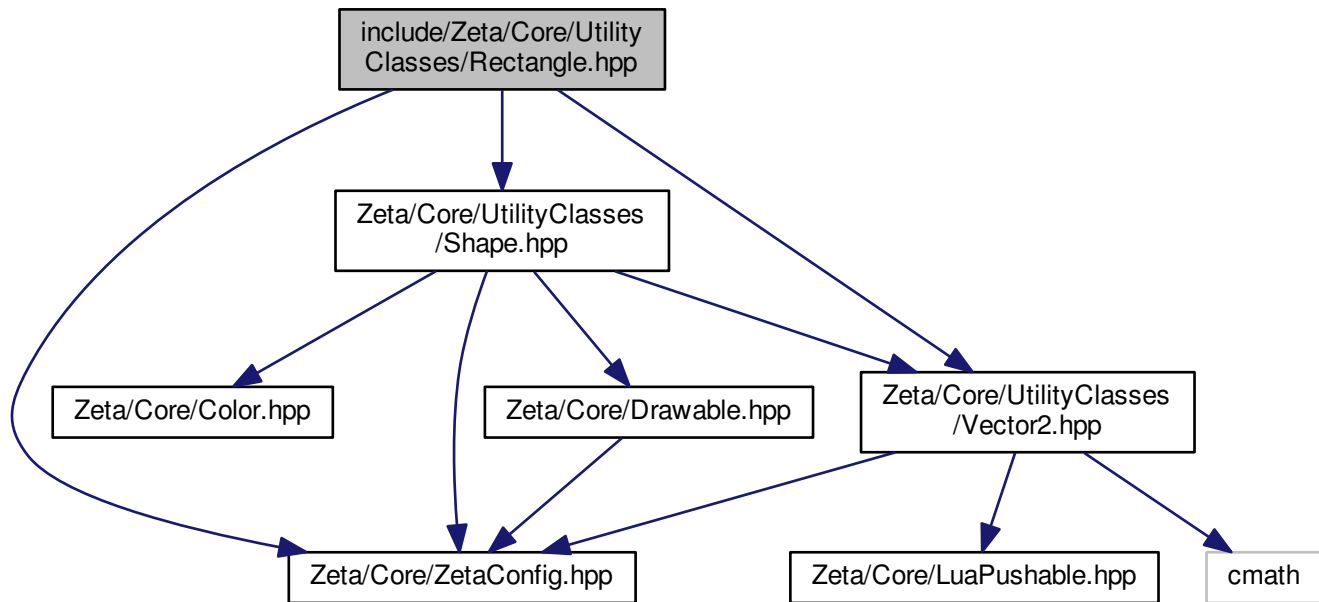 include/Zeta/Core/Utility
Classes/Rectangle.hpp
Zeta/Core/UtilityClasses
/Shape.hpp
Zeta/Core/Color.hpp
Zeta/Core/Drawable.hpp
Zeta/Core/UtilityClasses
/Vector2.hpp
Zeta/Core/ZetaConfig.hpp
Zeta/Core/LuaPushable.hpp
cmath